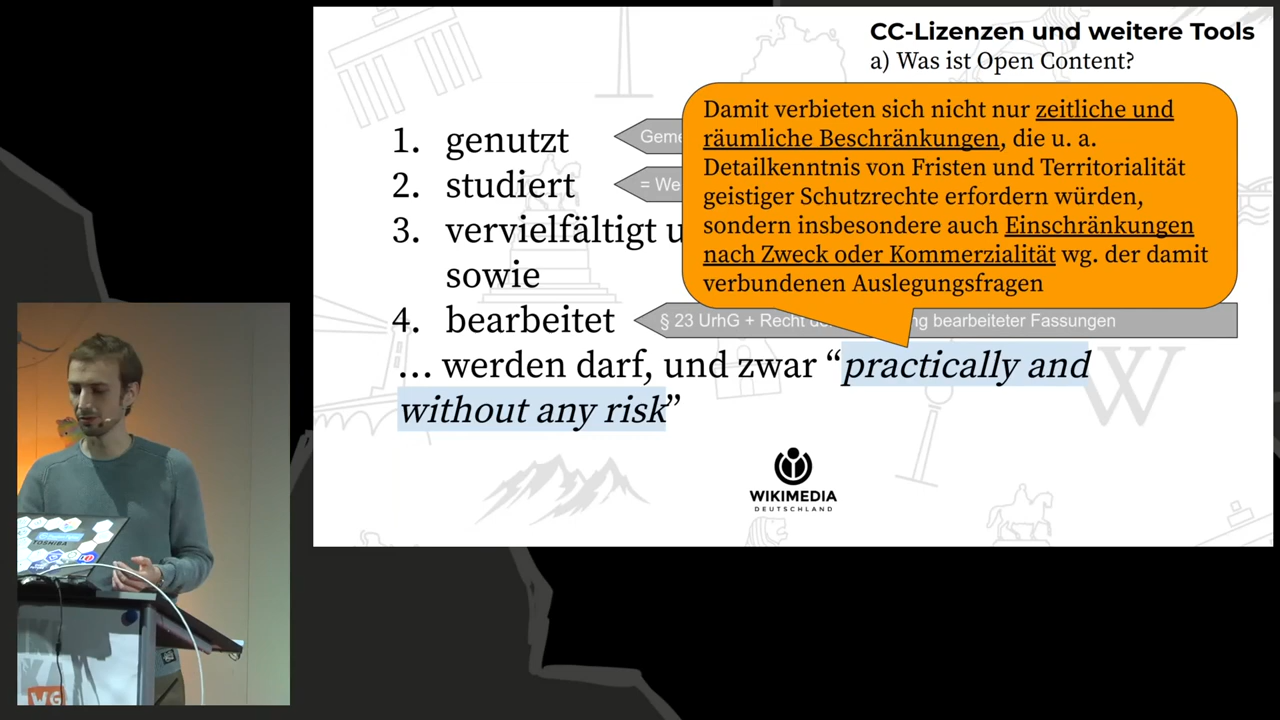 CC-Lizenzen und weitere Tools
a) Was ist Open Content?
Damit verbieten sich nicht nur zeitliche und
räumliche Beschränkungen, die u. a.
Detailkenntnis von Fristen und Territorialität
geistiger Schutzrechte erfordern würden,
sondern insbesondere auch Einschränkungen
nach Zweck oder Kommerzialität wg. der damit
verbundenen Auslegungsfragen
1. genutzt
2. studiert
3. vervielfältigt
sowie
4. bearbeitet
§ 23 UrhG + Recht bearbeiteter Fassungen
… werden darf, und zwar “practically and
without any risk”
W
WIKIMEDIA
DEUTSCHLAND
TOSHIBA